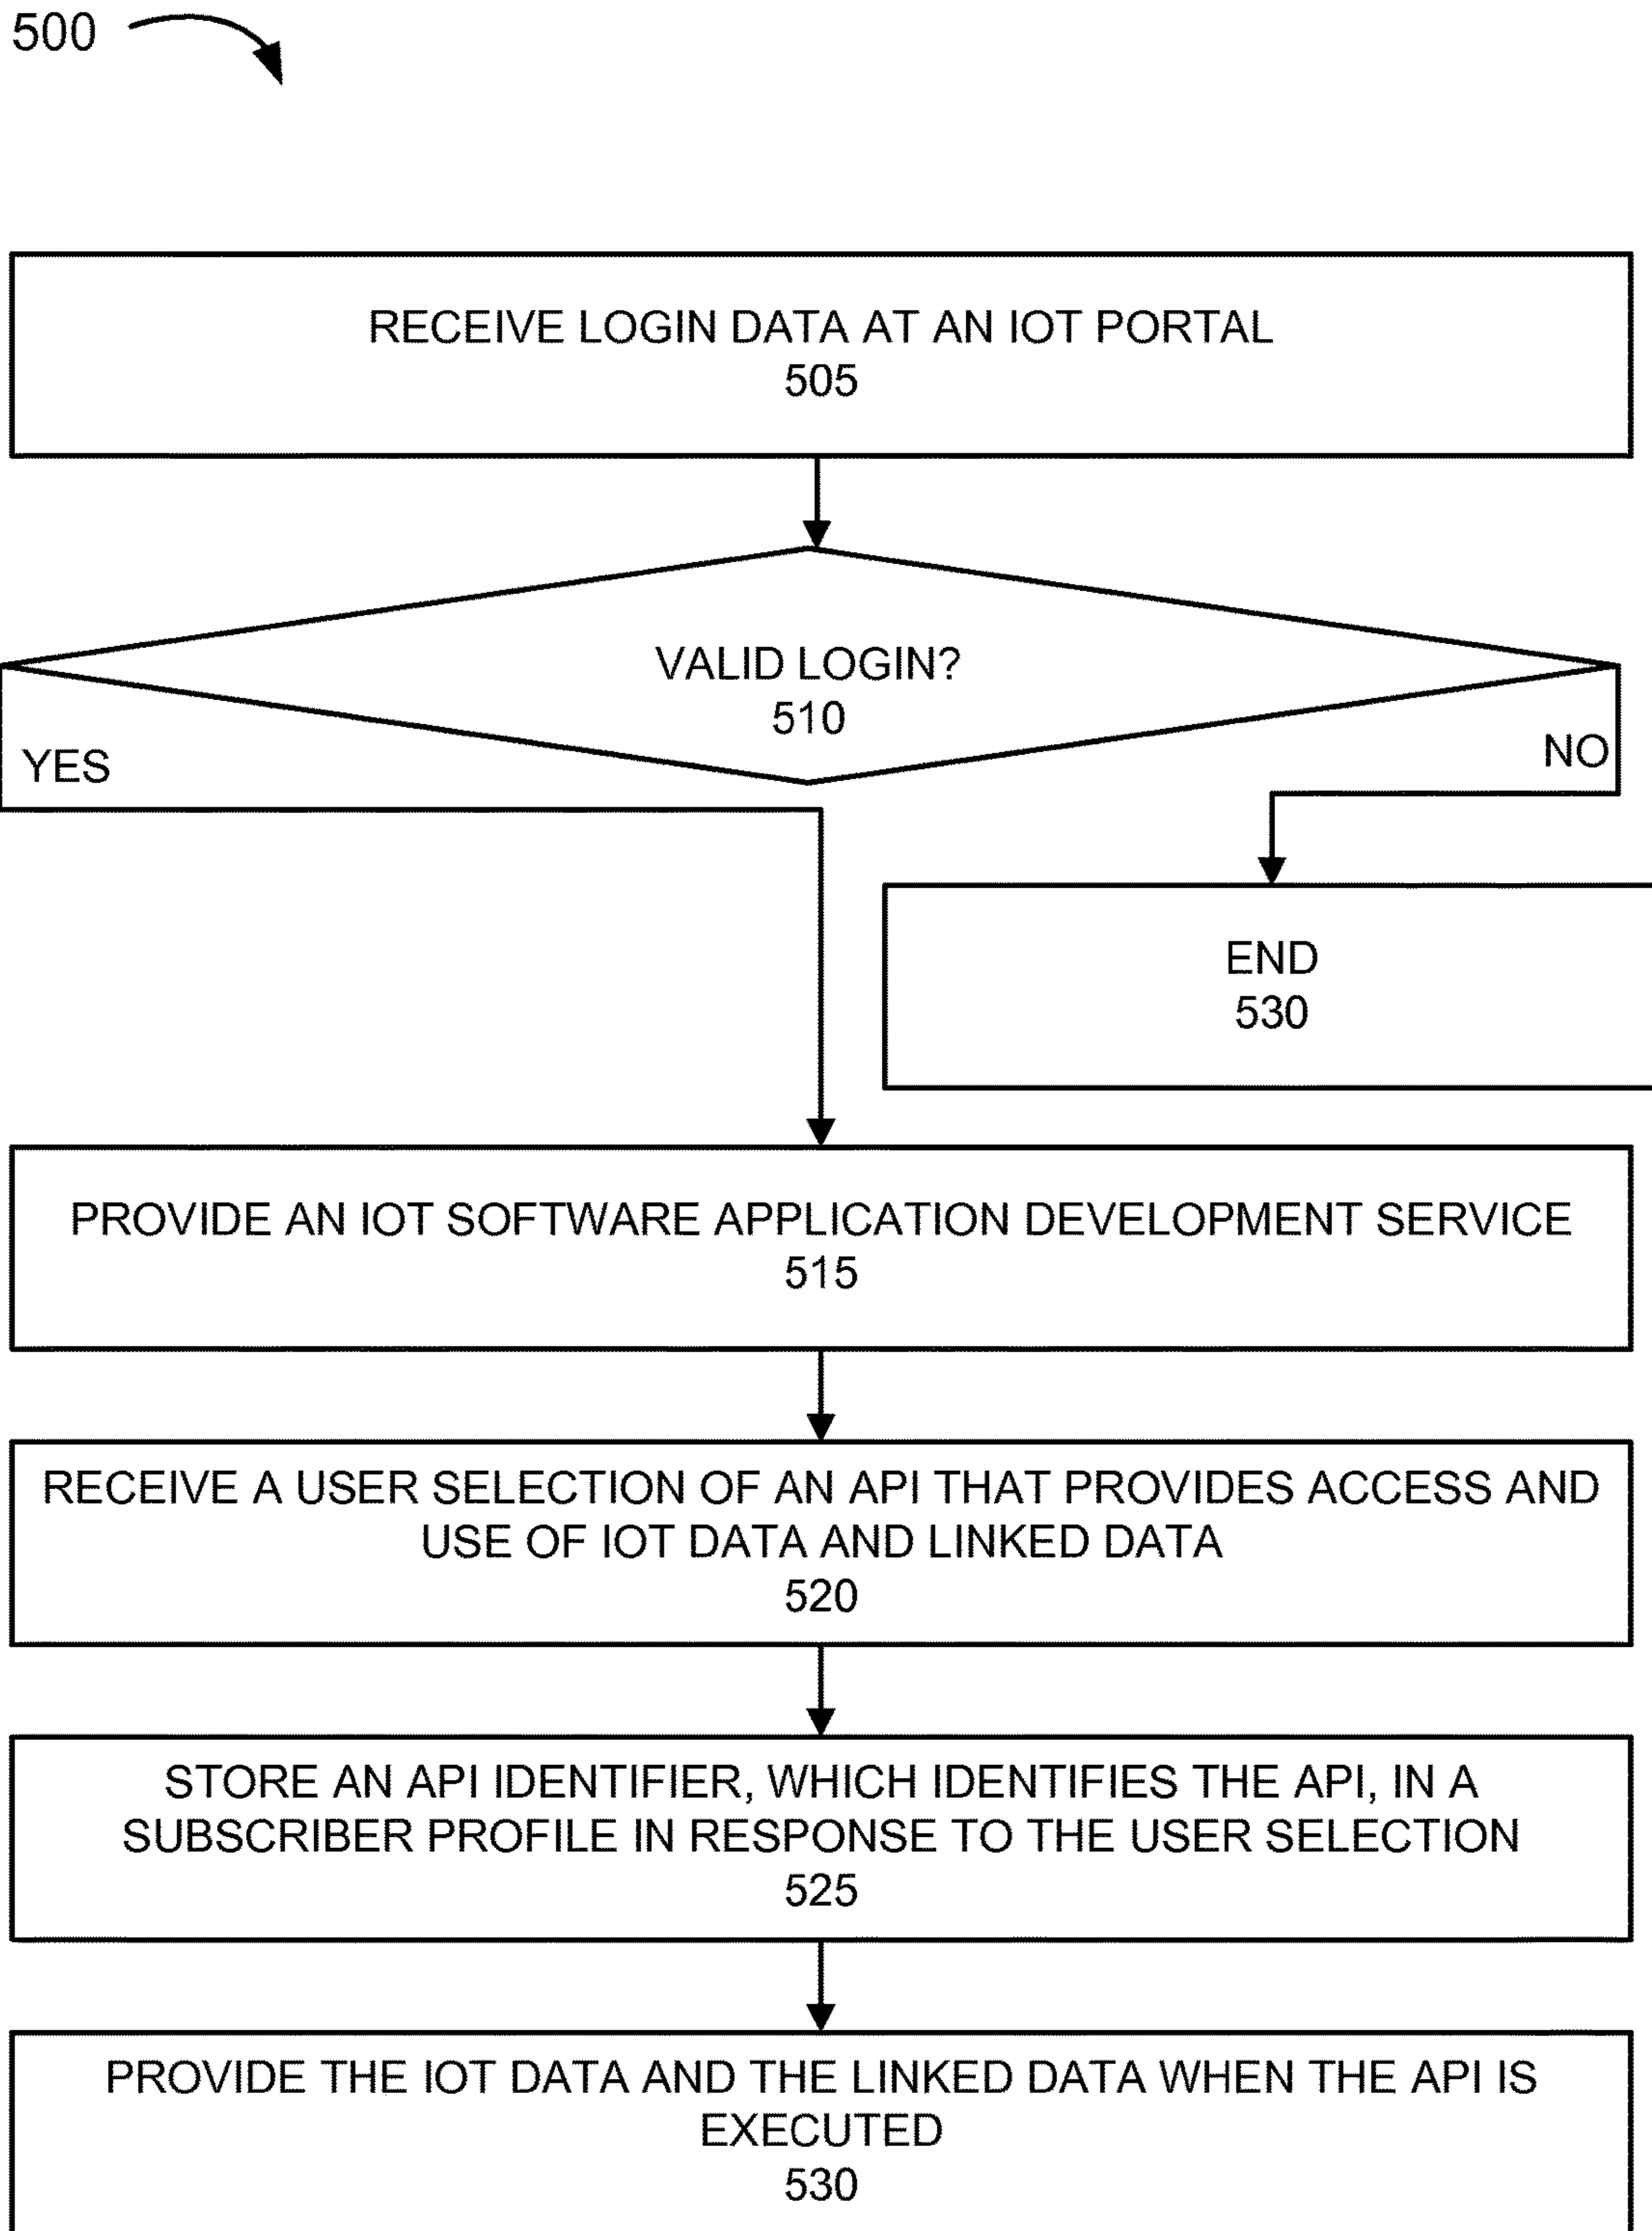 500
RECEIVE LOGIN DATA AT AN IOT PORTAL
505
VALID LOGIN?
510
YES
NO
END
530
PROVIDE AN IOT SOFTWARE APPLICATION DEVELOPMENT SERVICE
515
RECEIVE A USER SELECTION OF AN API THAT PROVIDES ACCESS AND
USE OF IOT DATA AND LINKED DATA
520
STORE AN API IDENTIFIER, WHICH IDENTIFIES THE API, IN A
SUBSCRIBER PROFILE IN RESPONSE TO THE USER SELECTION
525
PROVIDE THE IOT DATA AND THE LINKED DATA WHEN THE API IS
EXECUTED
530